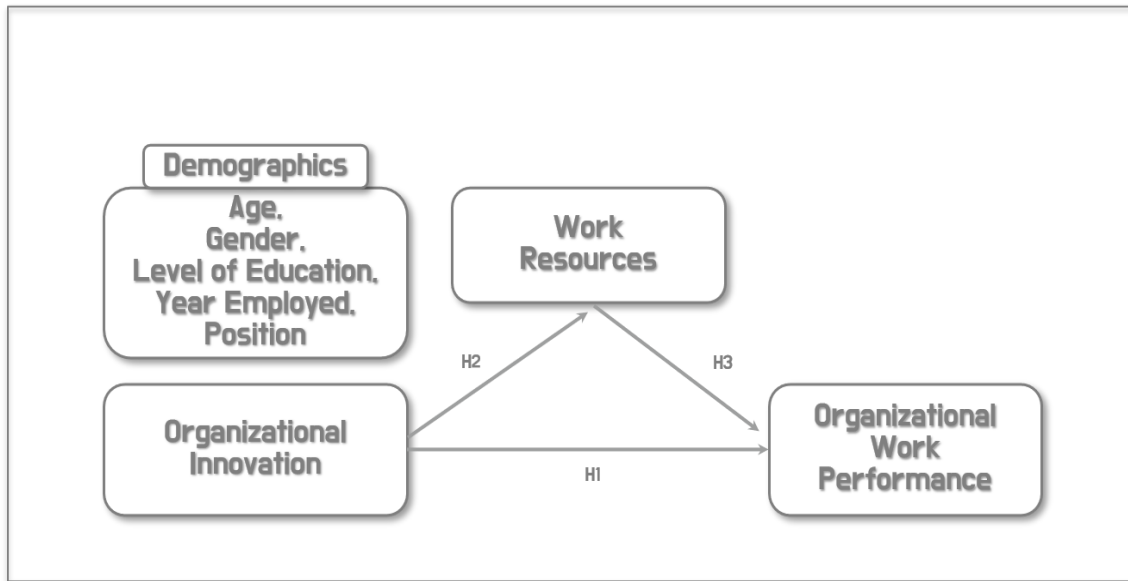 Demographics
Age,
Gender,
Level of Education,
Year Employed,
Position
Work
Resources
H2
H3
Organizational
Innovation
Organizational
Work
Performance
H1